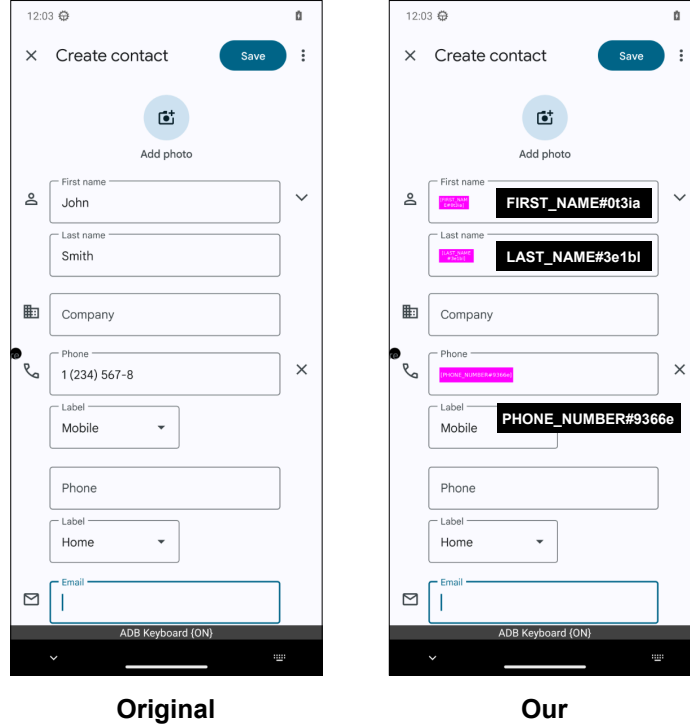 12:03
Create contact
Save
Add photo
First name
John
Last name
Smith
Company
Phone
1 (234) 567-8
Label
Mobile
Phone
Label
Home
Email
ADB Keyboard {ON}
Original
12:03
Create contact
Save
Add photo
First name
FIRST_NAME#0t3ia
Last name
LAST_NAME#3e1bl
Company
Phone
[PHONE_NUMBER#9366e]
Label
Mobile
PHONE_NUMBER#9366e
Phone
Label
Home
Email
ADB Keyboard {ON}
Our